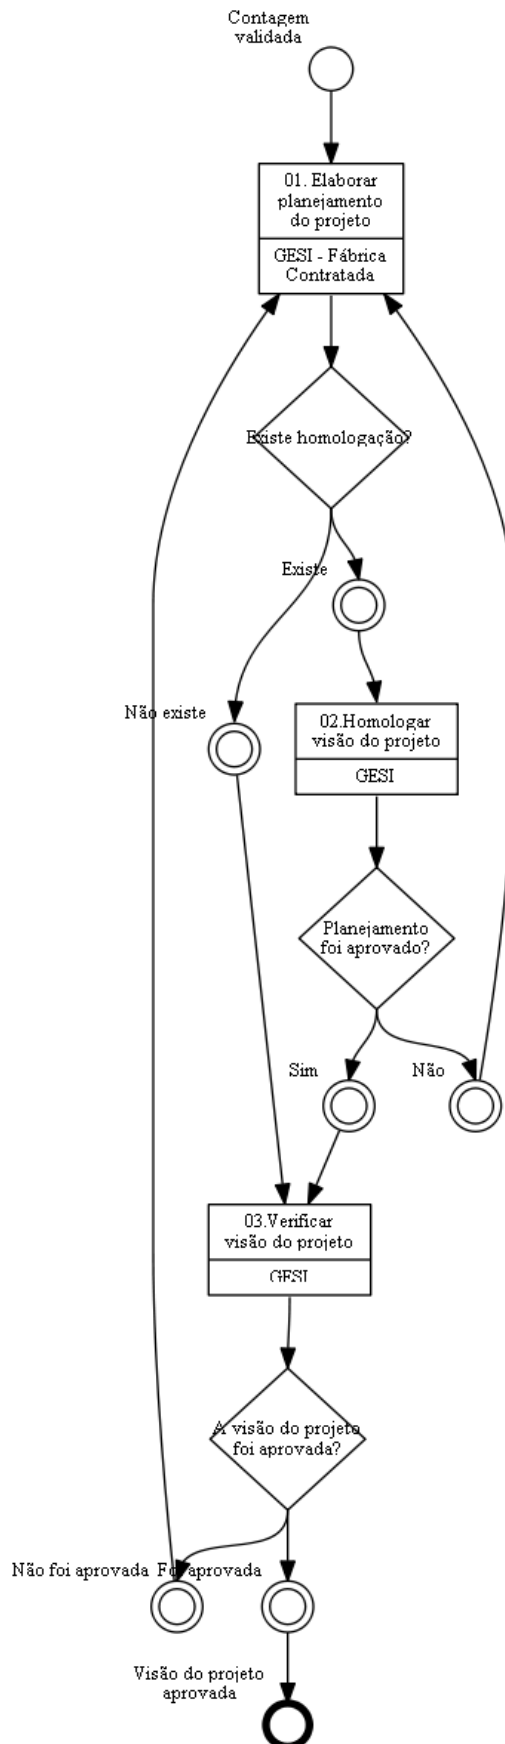 Contagem
validada
01. Elaborar
planejamento
do projeto
GESI - Fábrica
Contratada
Existe homologação?
Existe
Não existe
02.Homologar
visão do projeto
GESI
Planejamento
foi aprovado?
Sim
Não
03.Verificar
visão do projeto
GESI
A visão do projeto
foi aprovada?
Não foi aprovada
Foi aprovada
Visão do projeto
aprovada